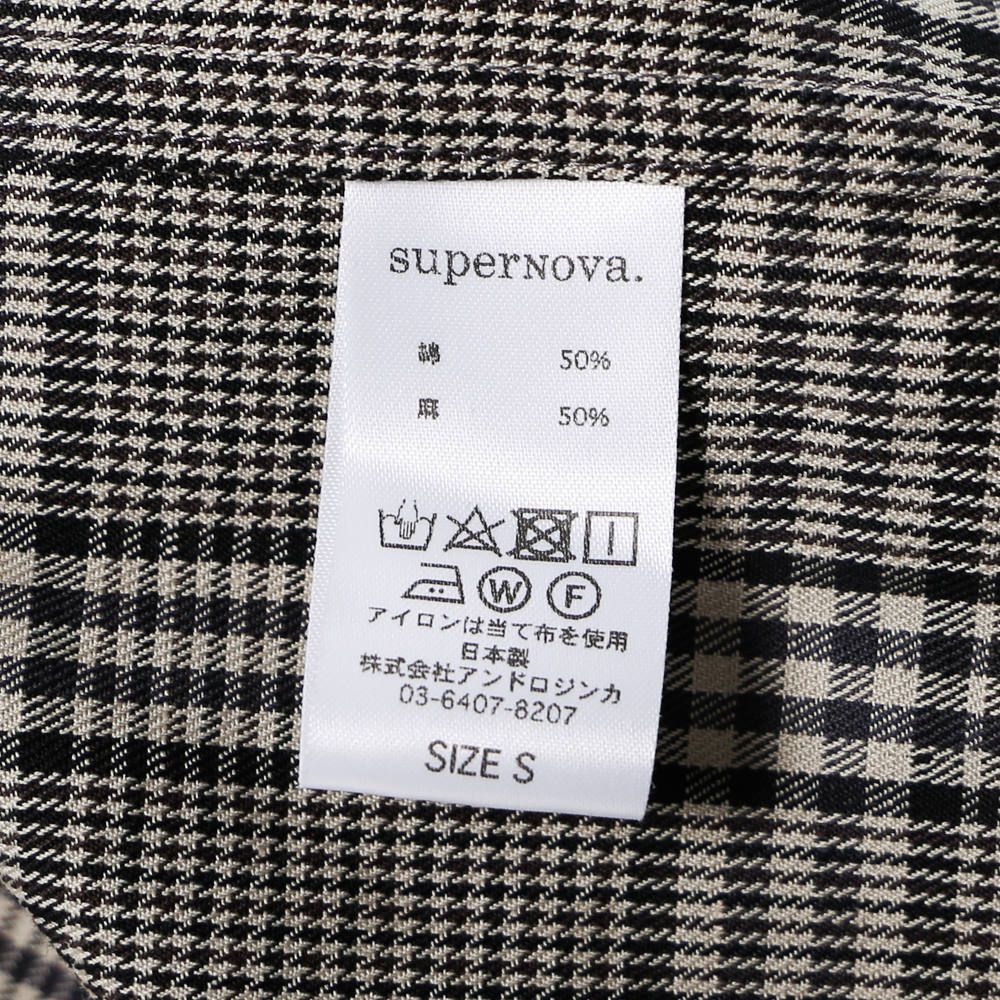 superNova.
綿 50%
麻 50%
W F
アイロンは当て布を使用
日本製
株式会社アンドロジンカ
03-6407-8207
SIZE S